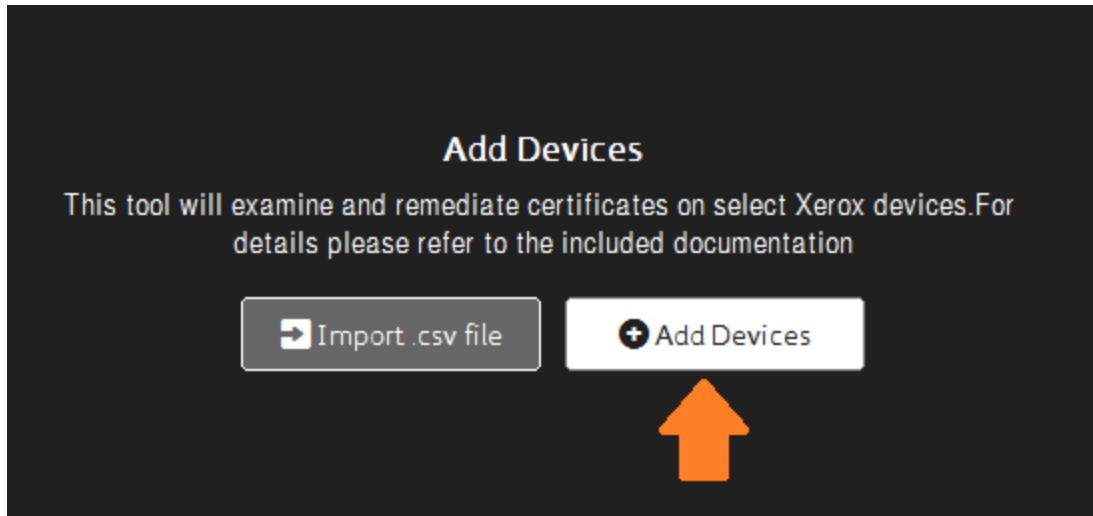 Add Devices
This tool will examine and remediate certificates on select Xerox devices.For
details please refer to the included documentation
Import .csv file
Add Devices